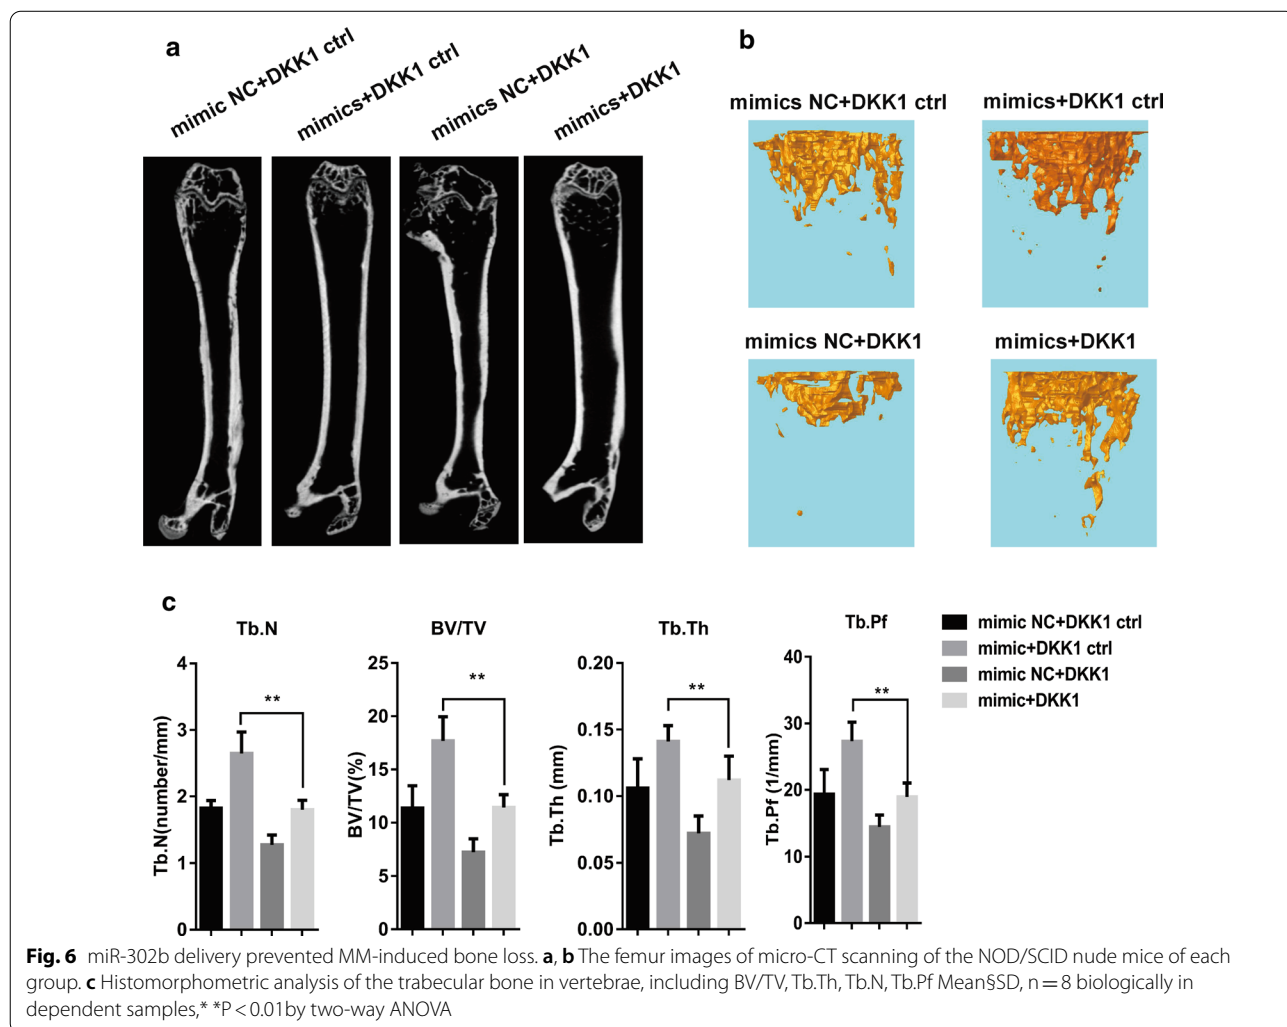 a
mimic NC+DKK1 ctrl
mimics+DKK1 ctrl
mimics NC+DKK1
mimics+DKK1
b
mimics NC+DKK1 ctrl
mimics+DKK1 ctrl
mimics NC+DKK1
mimics+DKK1
c
Tb.N
Tb.N(number/mm)
4
3
2
1
0
**
BV/TV
BV/TV(%)
25
20
15
10
5
0
**
Tb.Th
Tb.Th (mm)
0.20
0.15
0.10
0.05
0.00
**
Tb.Pf
Tb.Pf (1/mm)
40
30
20
10
0
**
mimic NC+DKK1 ctrl
mimic+DKK1 ctrl
mimic NC+DKK1
mimic+DKK1
Fig. 6 miR-302b delivery prevented MM-induced bone loss. a, b The femur images of micro-CT scanning of the NOD/SCID nude mice of each
group. c Histomorphometric analysis of the trabecular bone in vertebrae, including BV/TV, Tb.Th, Tb.N, Tb.Pf Mean§SD, n = 8 biologically in
dependent samples,* *P < 0.01by two-way ANOVA